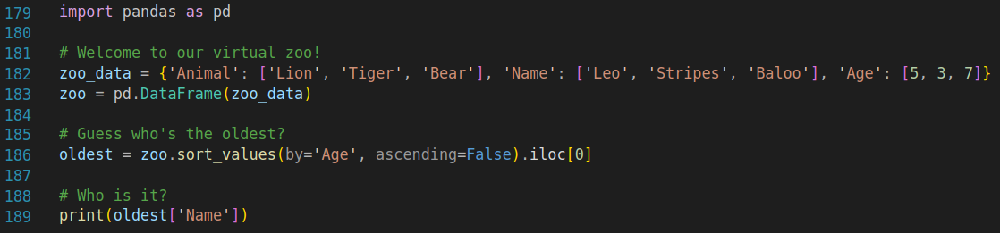 179 import pandas as pd
180
181 # Welcome to our virtual zoo!
182 zoo_data = {'Animal': ['Lion', 'Tiger', 'Bear'], 'Name': ['Leo', 'Stripes', 'Baloo'], 'Age': [5, 3, 7]}
183 zoo = pd.DataFrame(zoo_data)
184
185 # Guess who's the oldest?
186 oldest = zoo.sort_values(by='Age', ascending=False).iloc[0]
187
188 # Who is it?
189 print(oldest['Name'])